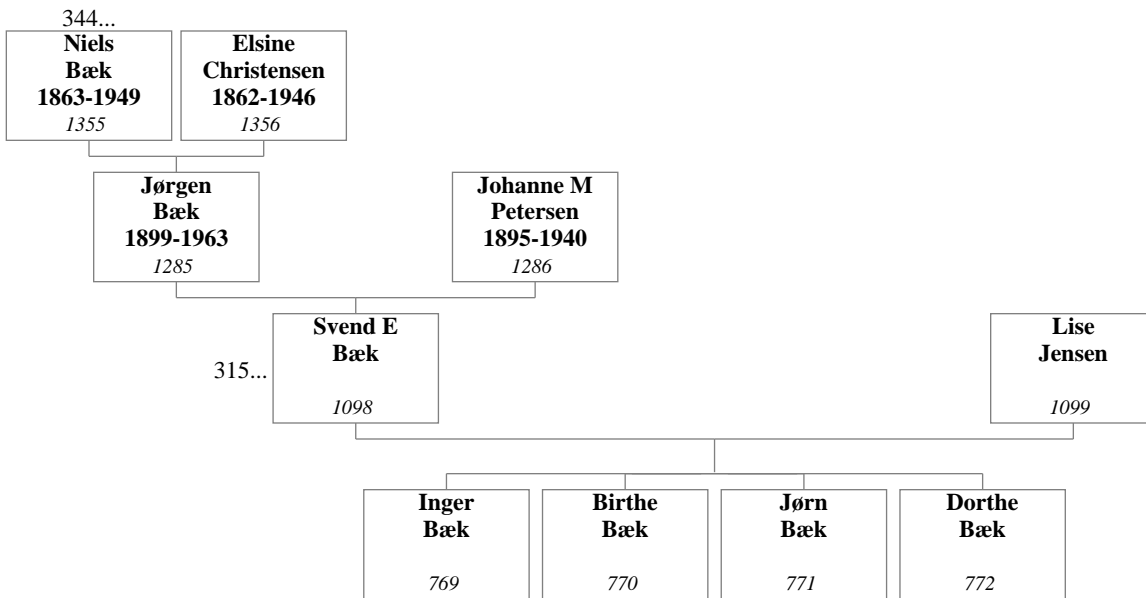 344...
Niels
Bæk
1863-1949
1355
Elsine
Christensen
1862-1946
1356
Jørgen
Bæk
1899-1963
1285
Johanne M
Petersen
1895-1940
1286
315...
Svend E
Bæk
1098
Lise
Jensen
1099
Inger
Bæk
769
Birthe
Bæk
770
Jørn
Bæk
771
Dorthe
Bæk
772